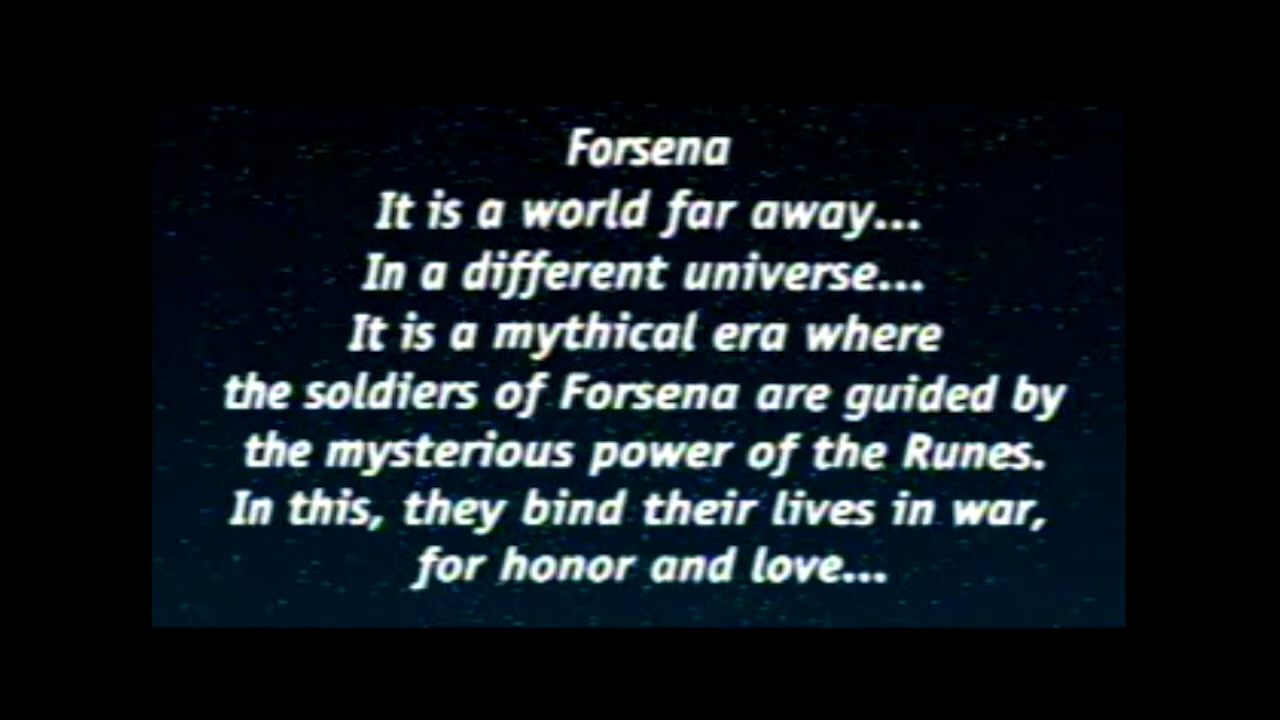 Forsena
It is a world far away...
In a different universe...
It is a mythical era where
the soldiers of Forsena are guided by
the mysterious power of the Runes.
In this, they bind their lives in war,
for honor and love...